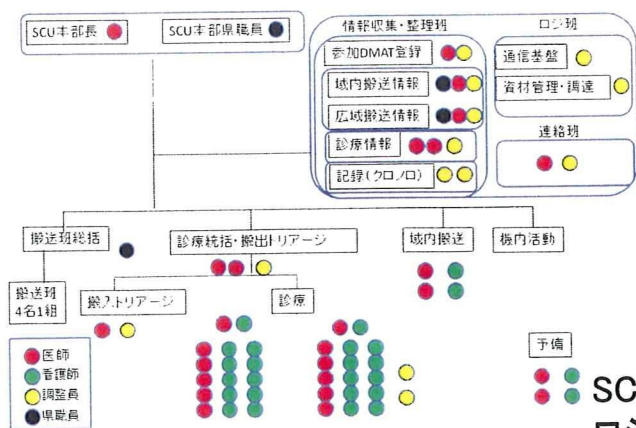 SCU本部長
SCU本部県職員
情報収集・整理班
参加DMAT登録
域内搬送情報
広域搬送情報
診療情報
記録(クロノロ)
ロジ班
通信基盤
資材管理・調達
連絡班
搬送班総括
診療統括・搬出トリアージ
域内搬送
機内活動
搬送班
4名1組
搬入トリアージ
診療
医師
看護師
調整員
県職員
予備
SC